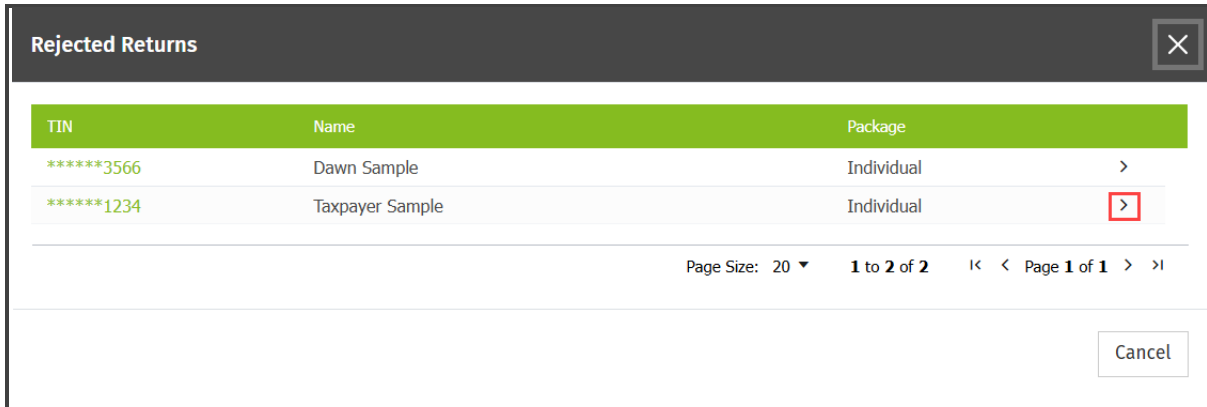 Rejected Returns
TIN Name Package
******3566 Dawn Sample Individual
******1234 Taxpayer Sample Individual
Page Size: 20 1 to 2 of 2 Page 1 of 1
Cancel